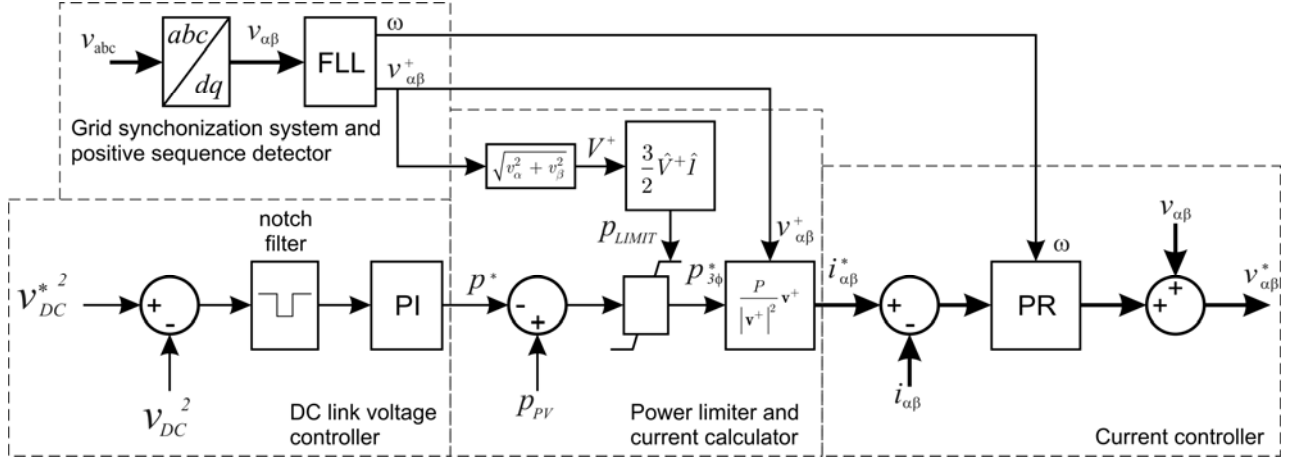 v_abc
abc
dq
v_αβ
FLL
ω
v⁺_αβ
Grid synchonization system and
positive sequence detector
√(v²_α + v²_β)
V⁺
3/2 V̂⁺Î
p_LIMIT
v⁺_αβ
notch
filter
v*_DC²
+
-
v_DC²
PI
p*
-
+
p_PV
p*_3ϕ
P/|v⁺|² v⁺
i*_αβ
+
-
i_αβ
ω
PR
v_αβ
+
+
v*_αβ
DC link voltage
controller
Power limiter and
current calculator
Current controller